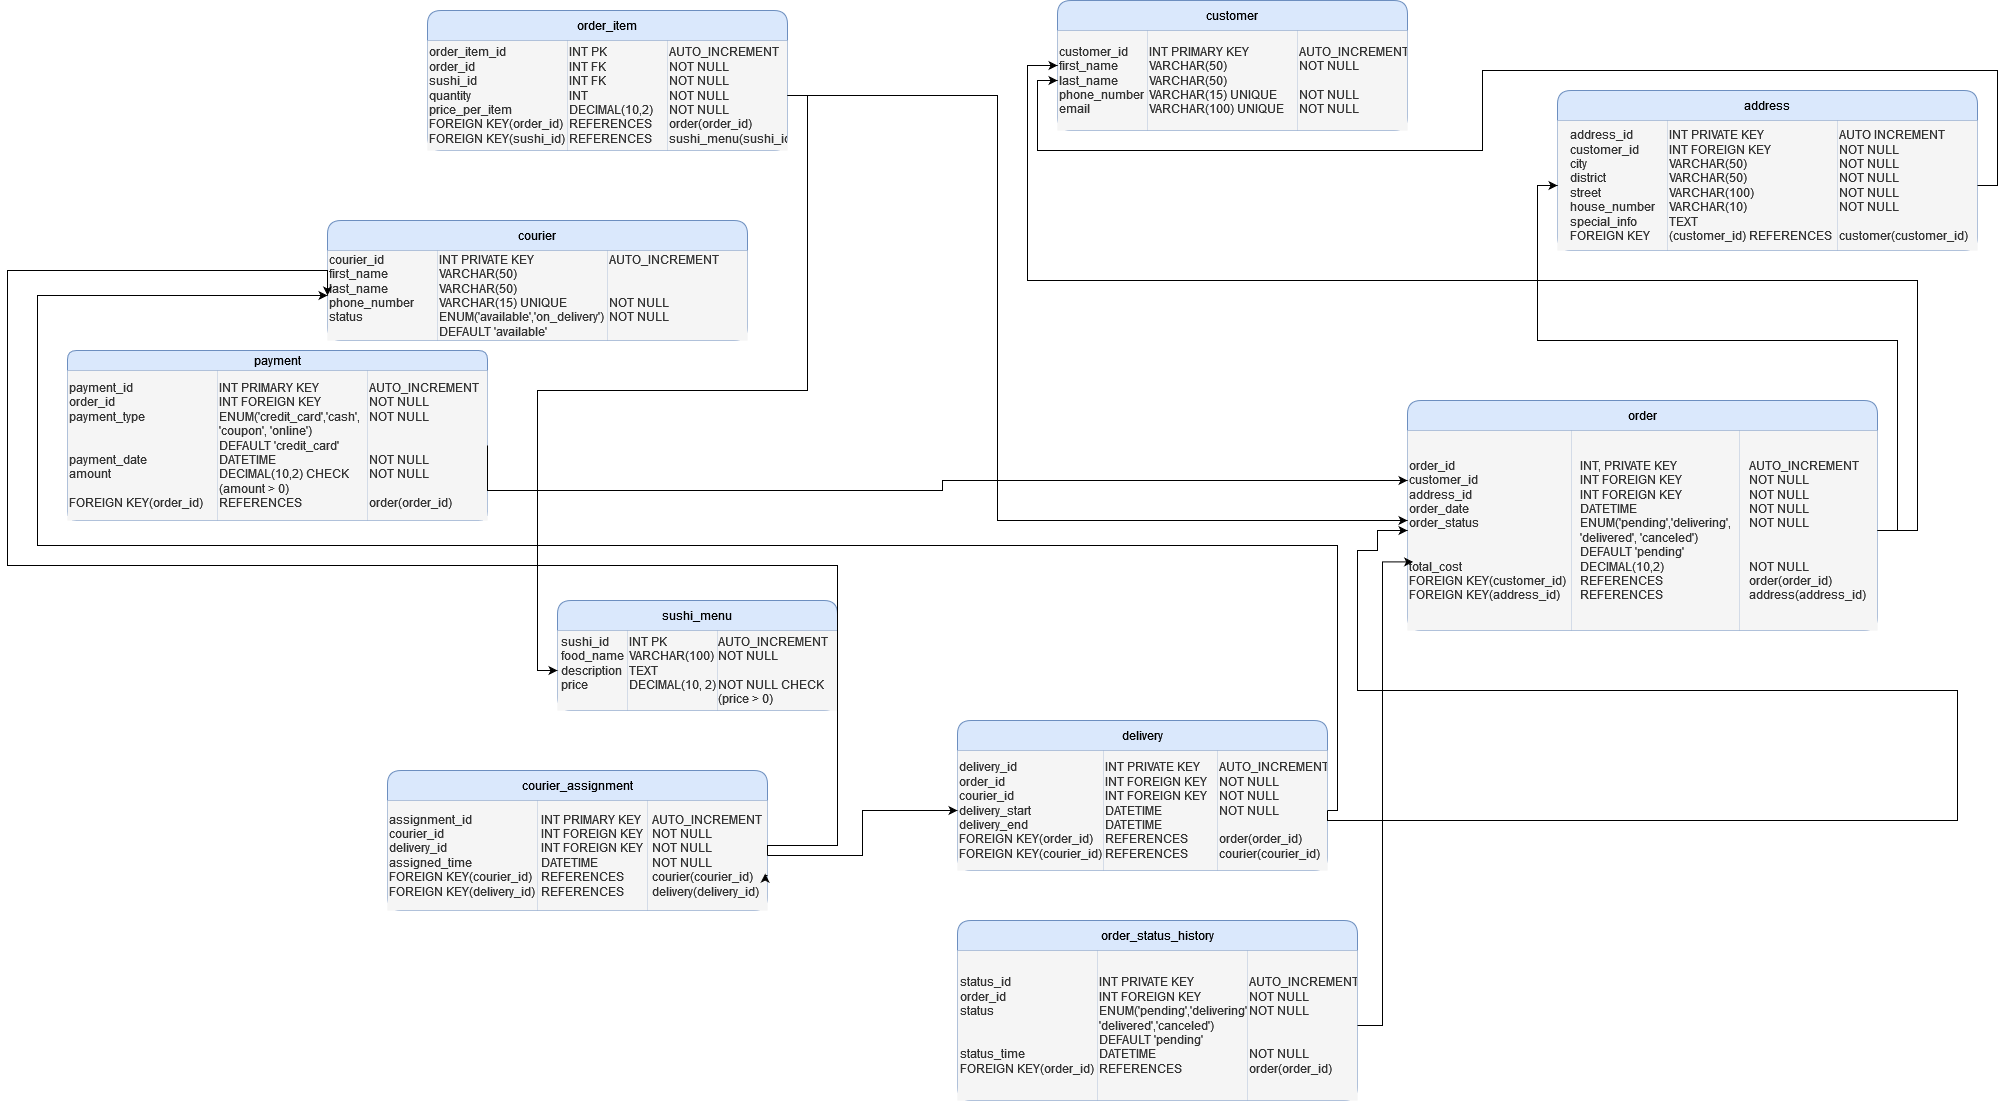 order_item
order_item_id INT PK AUTO_INCREMENT
order_id INT FK NOT NULL
sushi_id INT FK NOT NULL
quantity INT NOT NULL
price_per_item DECIMAL(10,2) NOT NULL
FOREIGN KEY(order_id) REFERENCES order(order_id)
FOREIGN KEY(sushi_id) REFERENCES sushi_menu(sushi_ic
customer
customer_id INT PRIMARY KEY AUTO_INCREMENT
first_name VARCHAR(50) NOT NULL
last_name VARCHAR(50)
phone_number VARCHAR(15) UNIQUE NOT NULL
email VARCHAR(100) UNIQUE NOT NULL
address
address_id INT PRIVATE KEY AUTO INCREMENT
customer_id INT FOREIGN KEY NOT NULL
city VARCHAR(50) NOT NULL
district VARCHAR(50) NOT NULL
street VARCHAR(100) NOT NULL
house_number VARCHAR(10) NOT NULL
special_info TEXT
FOREIGN KEY (customer_id) REFERENCES customer(customer_id)
courier
courier_id INT PRIVATE KEY AUTO_INCREMENT
first_name VARCHAR(50)
last_name VARCHAR(50)
phone_number VARCHAR(15) UNIQUE NOT NULL
status ENUM('available','on_delivery') NOT NULL
DEFAULT 'available'
payment
payment_id INT PRIMARY KEY AUTO_INCREMENT
order_id INT FOREIGN KEY NOT NULL
payment_type ENUM('credit_card','cash', NOT NULL
'coupon', 'online')
DEFAULT 'credit_card'
payment_date DATETIME NOT NULL
amount DECIMAL(10,2) CHECK NOT NULL
(amount > 0)
FOREIGN KEY(order_id) REFERENCES order(order_id)
order
order_id INT, PRIVATE KEY AUTO_INCREMENT
customer_id INT FOREIGN KEY NOT NULL
address_id INT FOREIGN KEY NOT NULL
order_date DATETIME NOT NULL
order_status ENUM('pending','delivering', NOT NULL
'delivered', 'canceled')
DEFAULT 'pending'
total_cost DECIMAL(10,2) NOT NULL
FOREIGN KEY(customer_id) REFERENCES order(order_id)
FOREIGN KEY(address_id) REFERENCES address(address_id)
sushi_menu
sushi_id INT PK AUTO_INCREMENT
food_name VARCHAR(100) NOT NULL
description TEXT
price DECIMAL(10, 2) NOT NULL CHECK
(price > 0)
delivery
delivery_id INT PRIVATE KEY AUTO_INCREMENT
order_id INT FOREIGN KEY NOT NULL
courier_id INT FOREIGN KEY NOT NULL
delivery_start DATETIME NOT NULL
delivery_end DATETIME
FOREIGN KEY(order_id) REFERENCES order(order_id)
FOREIGN KEY(courier_id) REFERENCES courier(courier_id)
courier_assignment
assignment_id INT PRIMARY KEY AUTO_INCREMENT
courier_id INT FOREIGN KEY NOT NULL
delivery_id INT FOREIGN KEY NOT NULL
assigned_time DATETIME NOT NULL
FOREIGN KEY(courier_id) REFERENCES courier(courier_id)
FOREIGN KEY(delivery_id) REFERENCES delivery(delivery_id)
order_status_history
status_id INT PRIVATE KEY AUTO_INCREMENT
order_id INT FOREIGN KEY NOT NULL
status ENUM('pending','delivering' NOT NULL
'delivered','canceled')
DEFAULT 'pending'
status_time DATETIME NOT NULL
FOREIGN KEY(order_id) REFERENCES order(order_id)